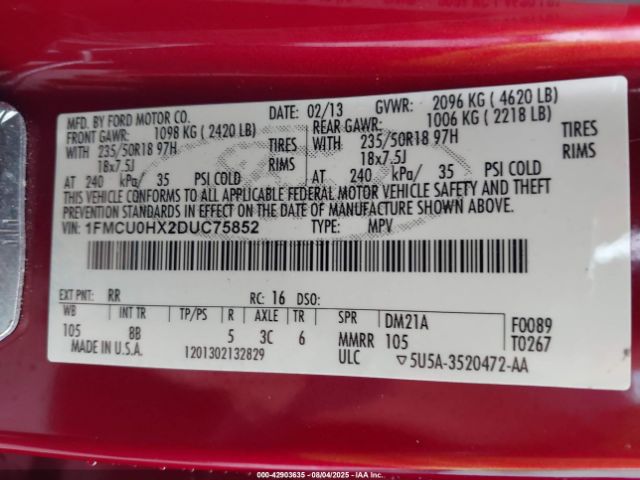 MFD. BY FORD MOTOR CO.
DATE: 02/13 GVWR: 2096 KG ( 4620 LB)
FRONT GAWR: 1098 KG ( 2420 LB) REAR GAWR: 1006 KG ( 2218 LB)
WITH 235/50R18 97H TIRES WITH 235/50R18 97H TIRES
18x7.5J RIMS 18x7.5J RIMS
AT 240 kPa/ 35 PSI COLD AT 240 kPa/ 35 PSI COLD
THIS VEHICLE CONFORMS TO ALL APPLICABLE FEDERAL MOTOR VEHICLE SAFETY AND THEFT
PREVENTION STANDARDS IN EFFECT ON THE DATE OF MANUFACTURE SHOWN ABOVE.
VIN: 1FMCU0HX2DUC75852 TYPE: MPV
EXT PNT: RR RC: 16 DSO:
WB INT TR TP/PS R AXLE TR SPR DM21A F0089
105 8B 5 3C 6 MMRR 105 T0267
MADE IN U.S.A. 1201302132829 ULC ▽5U5A-3520472-AA
000-42903635 - 08/04/2025 - IAAI.COM